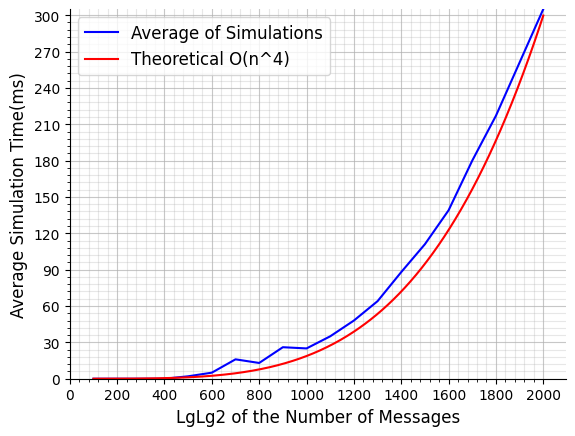 Average of Simulations
Theoretical O(n^4)
Average Simulation Time(ms)
300
270
240
210
180
150
120
90
60
30
0
0 200 400 600 800 1000 1200 1400 1600 1800 2000
LgLg2 of the Number of Messages